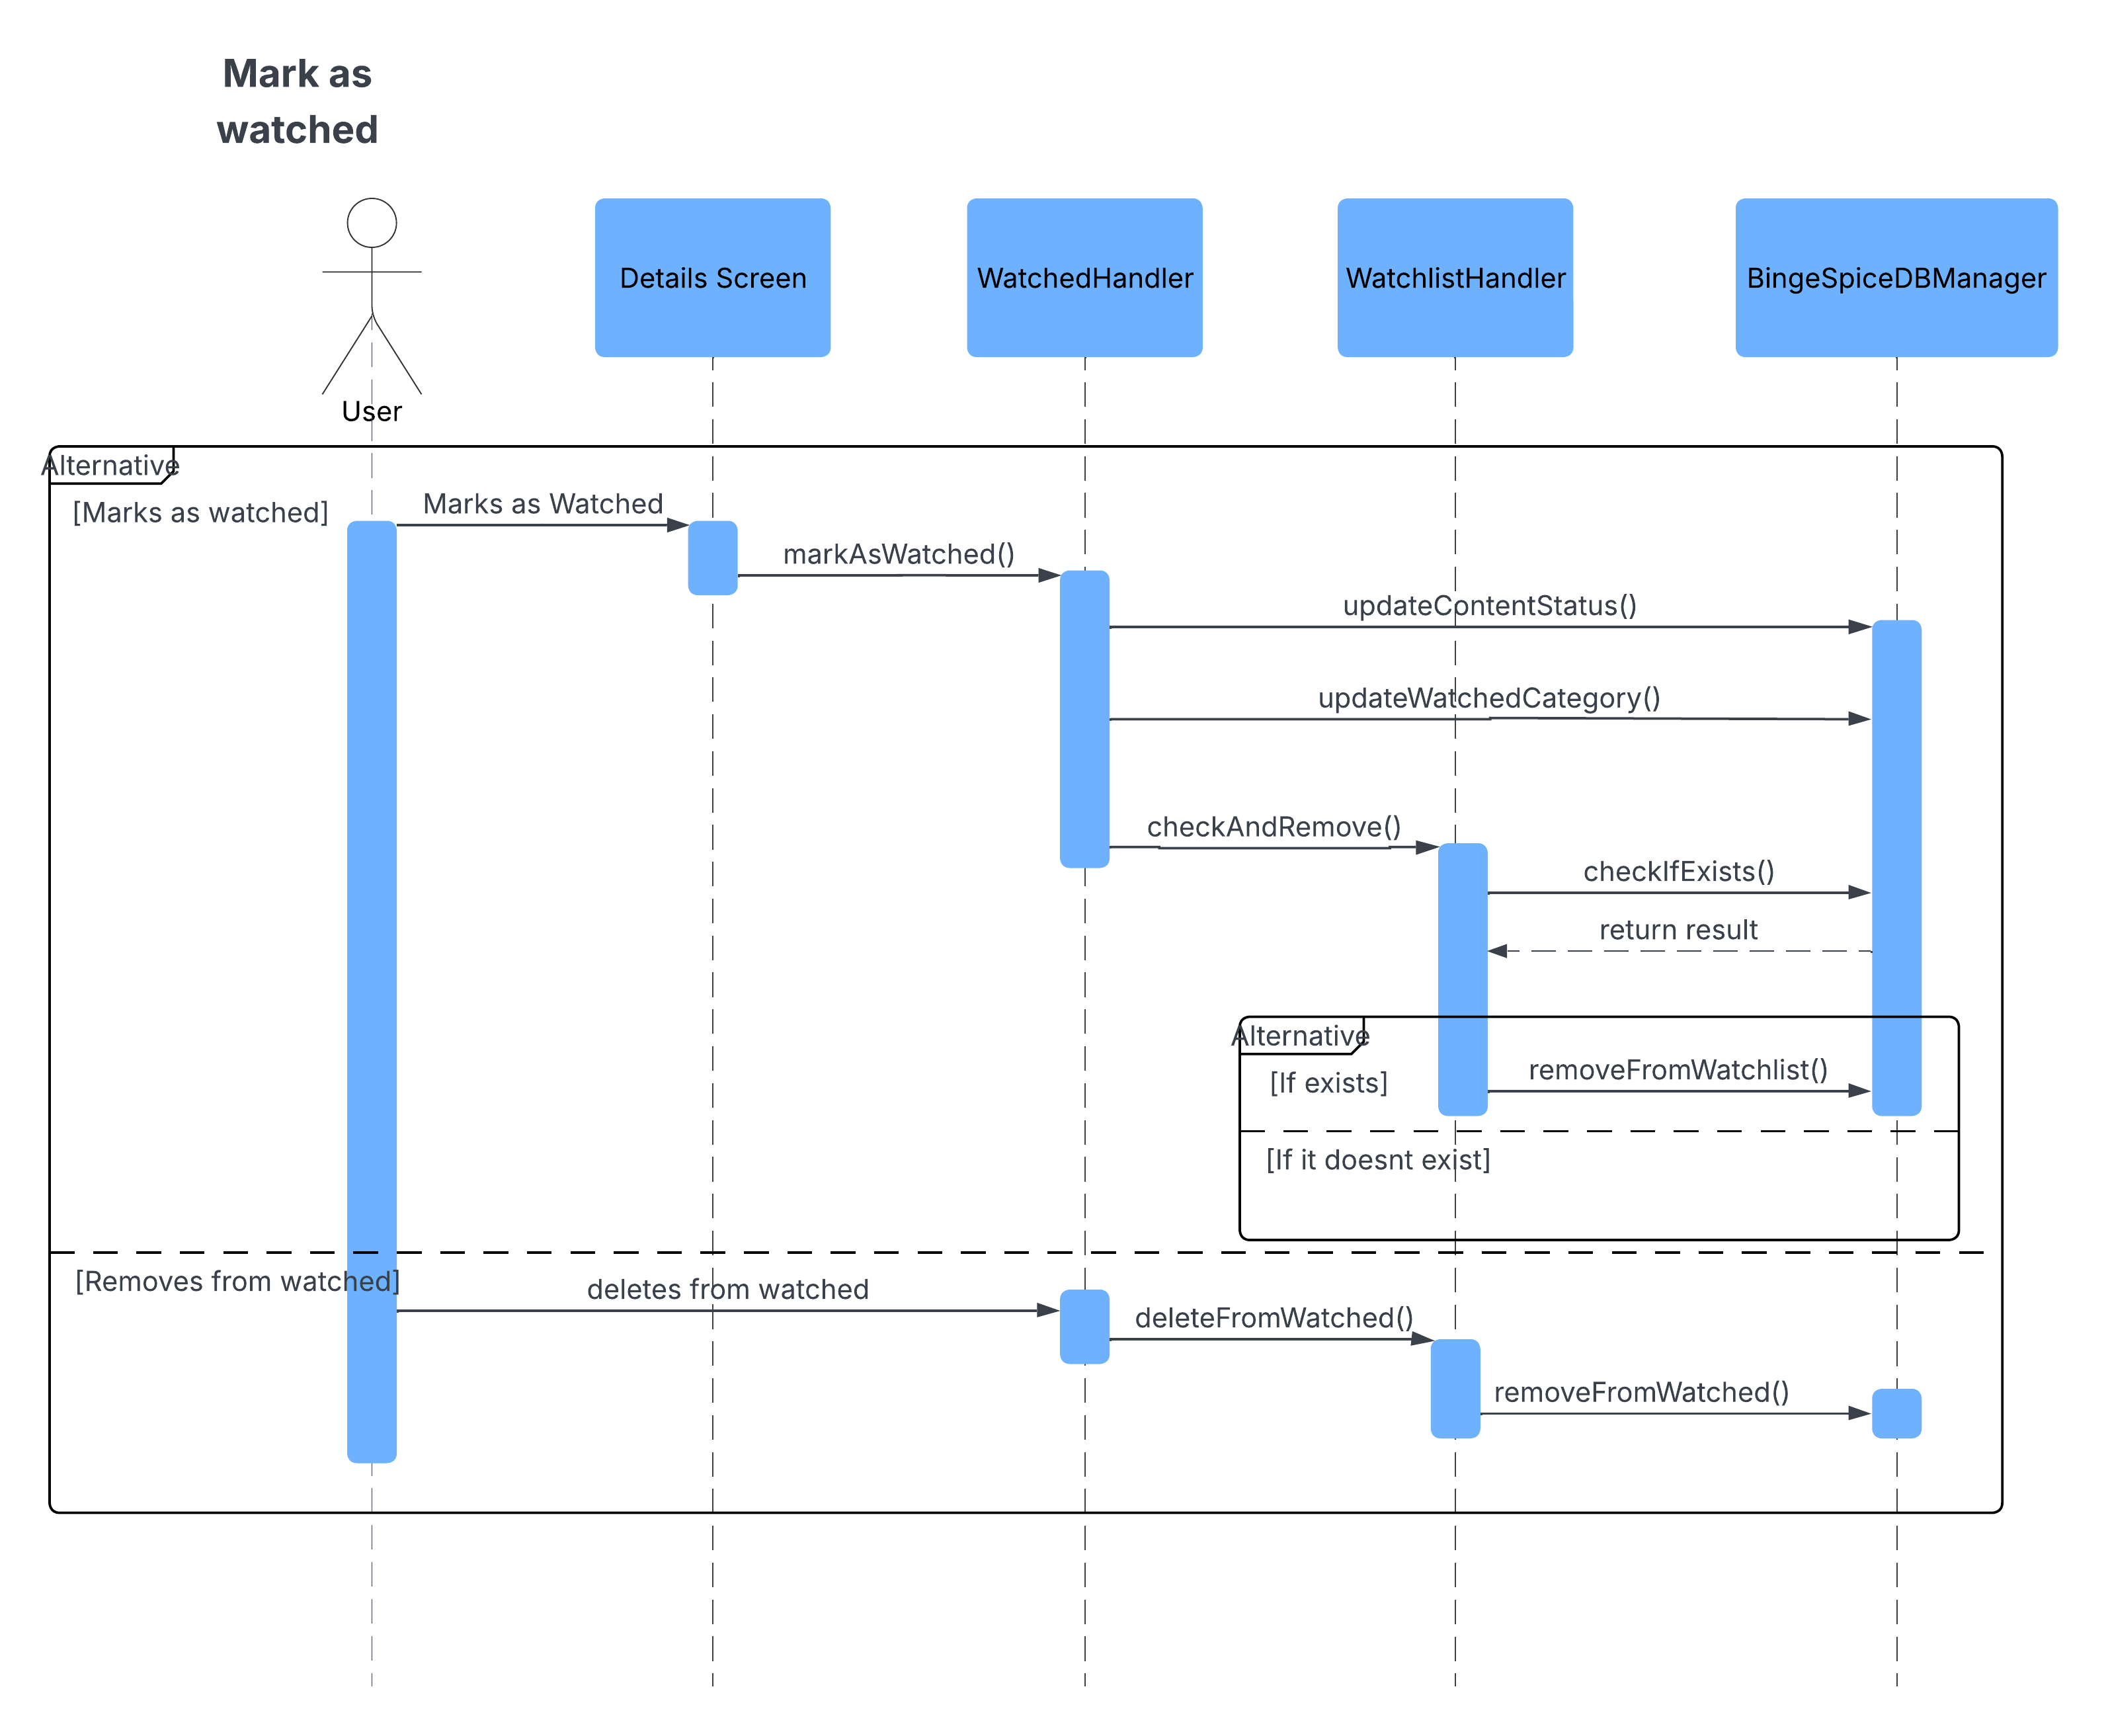 Mark as
watched
Details Screen
WatchedHandler
WatchlistHandler
BingeSpiceDBManager
User
Alternative
[Marks as watched]
Marks as Watched
markAsWatched()
updateContentStatus()
updateWatchedCategory()
checkAndRemove()
checkIfExists()
return result
Alternative
[If exists]
removeFromWatchlist()
[If it doesnt exist]
[Removes from watched]
deletes from watched
deleteFromWatched()
removeFromWatched()